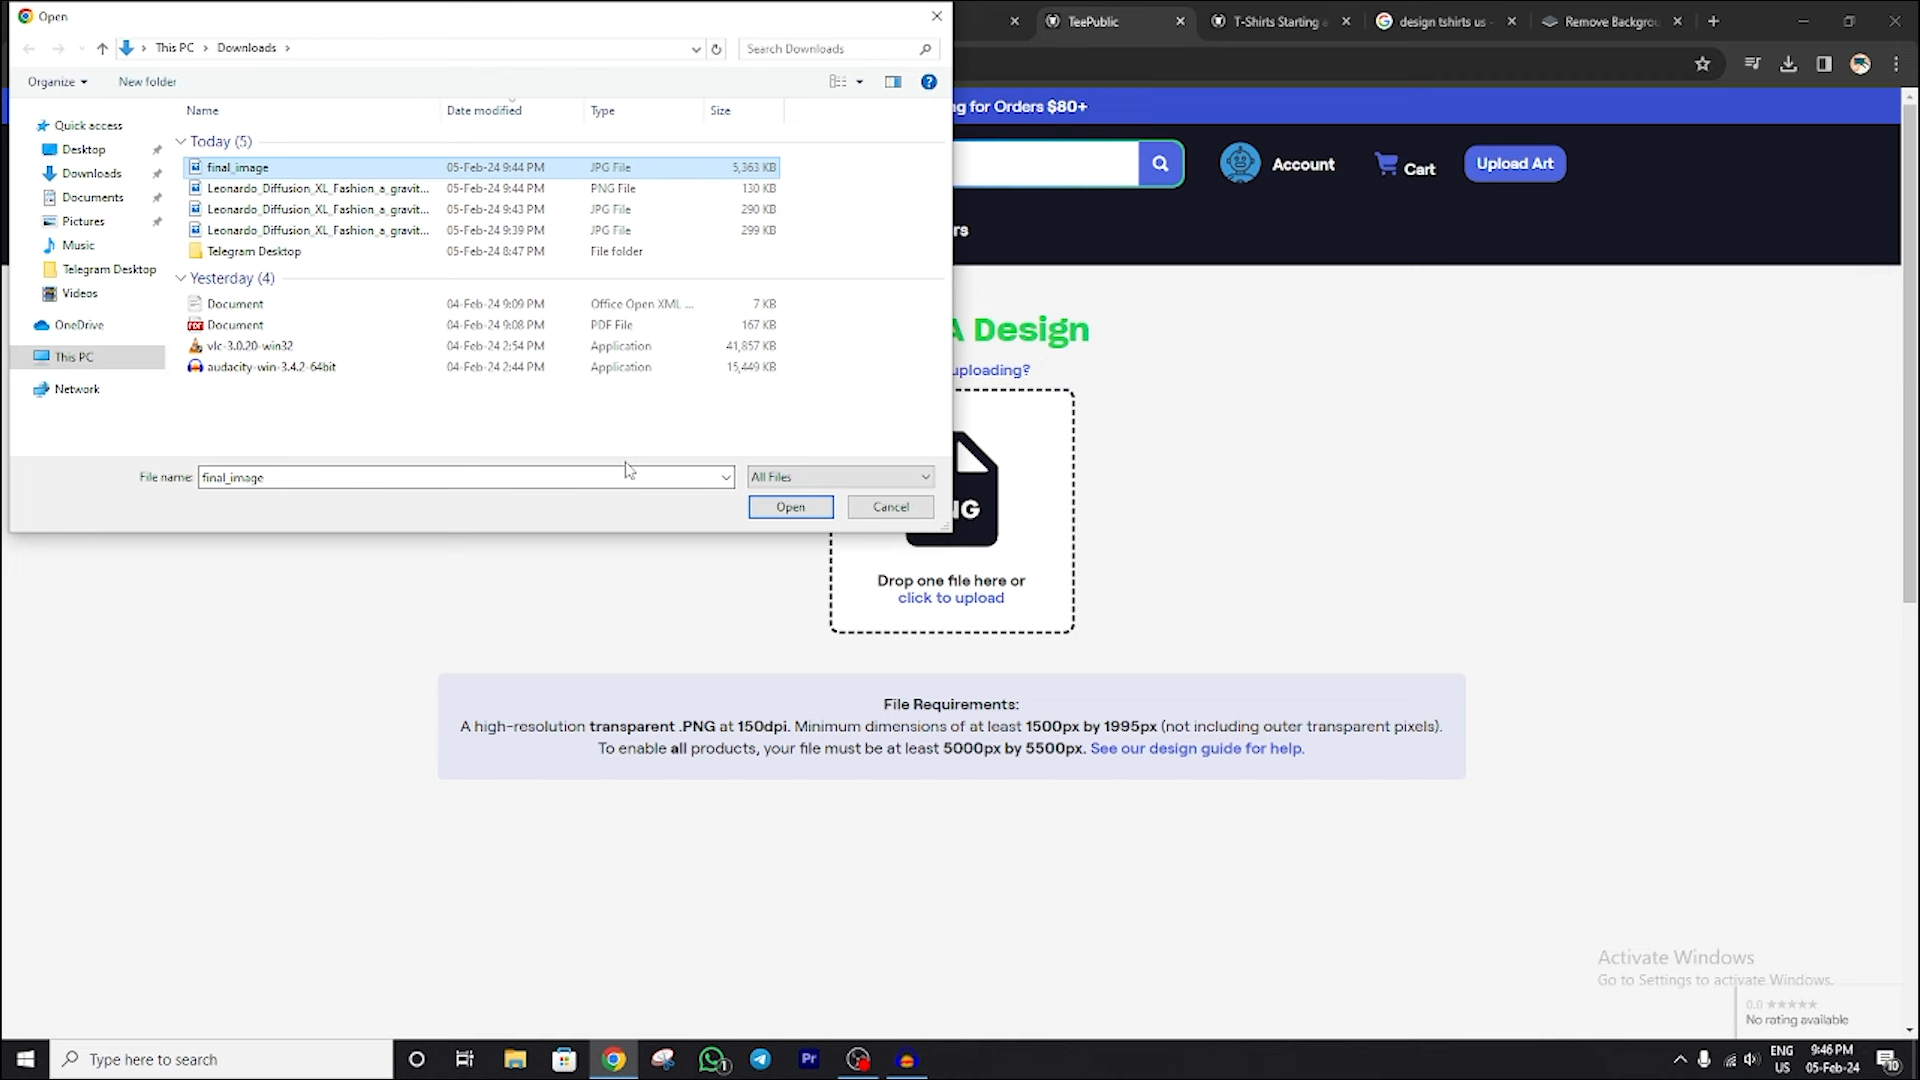 Open
TeePublic
T-Shirts Starting
design tshirts us -
Remove Backgrou
This PC > Downloads >
Search Downloads
Organize
New folder
ng for Orders $80+
Name
Date modified
Type
Size
Quick access
Desktop
Downloads
Documents
Pictures
Music
Telegram Desktop
Videos
OneDrive
This PC
Network
Today (5)
final_image 05-Feb-24 9:44 PM JPG File 5,363 KB
Leonardo_Diffusion_XL_Fashion_a_gravit... 05-Feb-24 9:44 PM PNG File 130 KB
Leonardo_Diffusion_XL_Fashion_a_gravit... 05-Feb-24 9:43 PM JPG File 290 KB
Leonardo_Diffusion_XL_Fashion_a_gravit... 05-Feb-24 9:39 PM JPG File 299 KB
Telegram Desktop 05-Feb-24 8:47 PM File folder
Yesterday (4)
Document 04-Feb-24 9:09 PM Office Open XML ... 7 KB
Document 04-Feb-24 9:08 PM PDF File 167 KB
vlc-3.0.20-win32 04-Feb-24 2:54 PM Application 41,857 KB
audacity-win-3.4.2-64bit 04-Feb-24 2:44 PM Application 15,449 KB
File name: final_image
All Files
Open
Cancel
Account
Cart
Upload Art
rs
A Design
uploading?
NG
Drop one file here or
click to upload
File Requirements:
A high-resolution transparent .PNG at 150dpi. Minimum dimensions of at least 1500px by 1995px (not including outer transparent pixels).
To enable all products, your file must be at least 5000px by 5500px. See our design guide for help.
Activate Windows
Go to Settings to activate Windows.
0.0 ★★★★★
No rating available
Type here to search
1
Pr
ENG
US
9:46 PM
05-Feb-24
10